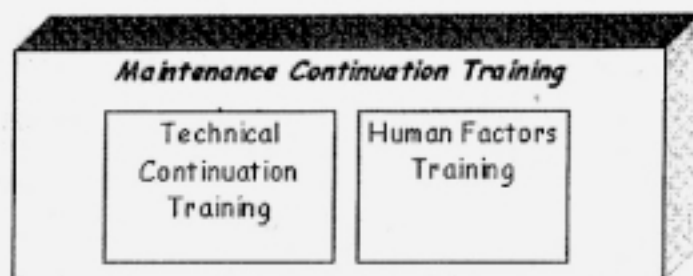 Maintenance Continuation Training
Technical
Continuation
Training
Human Factors
Training